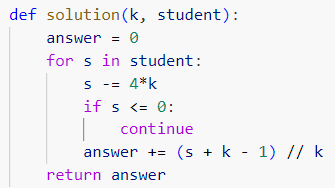 def solution(k, student):
    answer = 0
    for s in student:
        s -= 4*k
        if s <= 0:
            continue
        answer += (s + k - 1) // k
    return answer